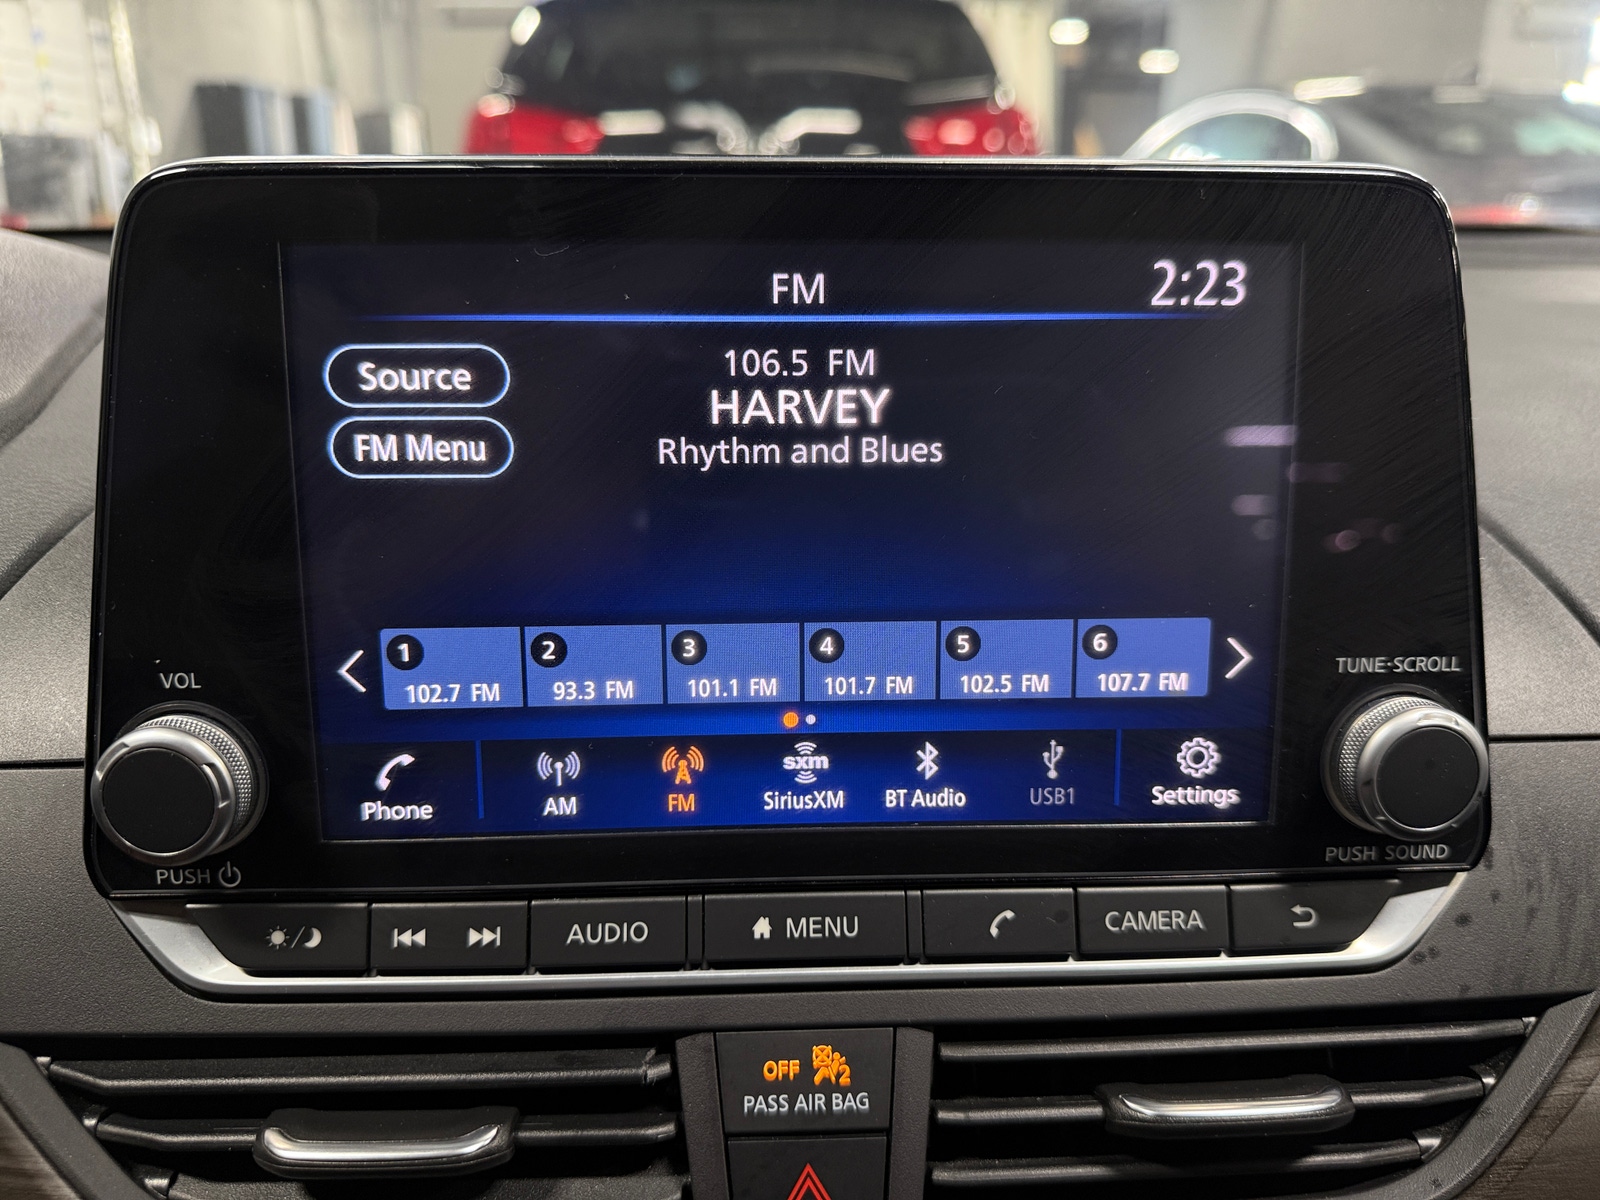 FM
2:23
Source
106.5 FM
HARVEY
FM Menu
Rhythm and Blues
1
2
3
4
5
6
102.7 FM
93.3 FM
101.1 FM
101.7 FM
102.5 FM
107.7 FM
VOL
TUNE·SCROLL
sxm
Phone
AM
FM
SiriusXM
BT Audio
USB1
Settings
PUSH
PUSH SOUND
AUDIO
MENU
CAMERA
OFF
2
PASS AIR BAG